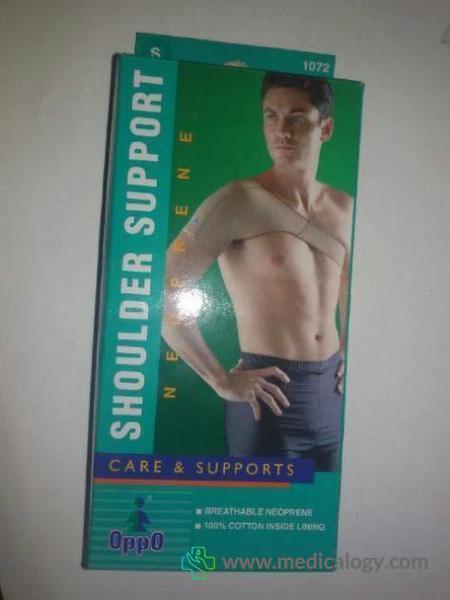 S
1072
SHOULDER SUPPORT
NEOPRENE
CARE & SUPPORTS
OppO
BREATHABLE NEOPRENE
100% COTTON INSIDE LINING
www.medicalogy.com